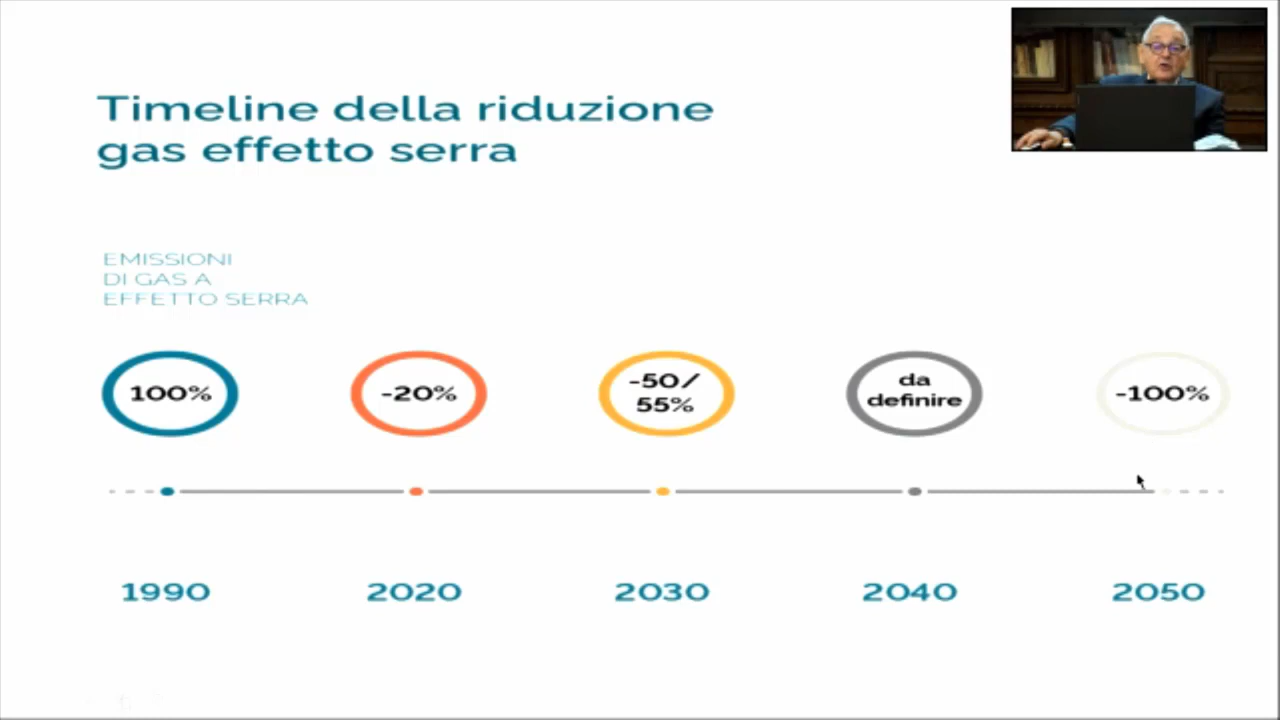 Timeline della riduzione
gas effetto serra
EMISSIONI
DI GAS A
EFFETTO SERRA
100%
-20%
-50/
55%
da
definire
-100%
1990
2020
2030
2040
2050